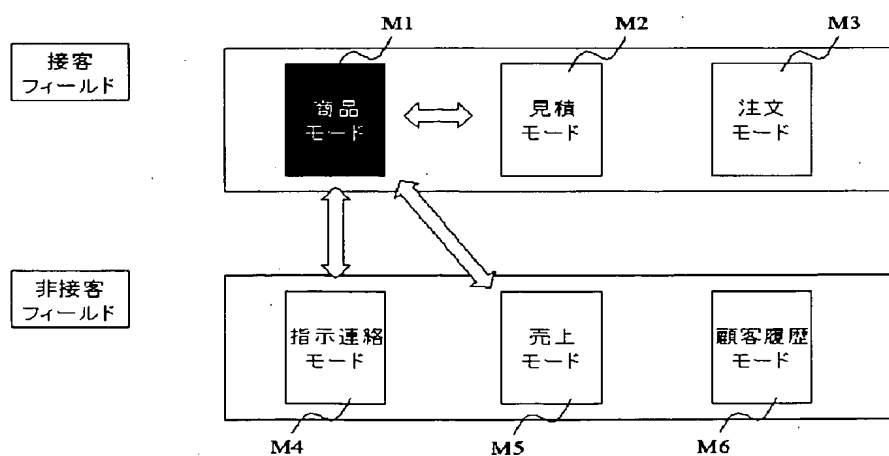 M1
M2
M3
接客
フィールド
商品
モード
見積
モード
注文
モード
非接客
フィールド
指示連絡
モード
売上
モード
顧客履歴
モード
M4
M5
M6